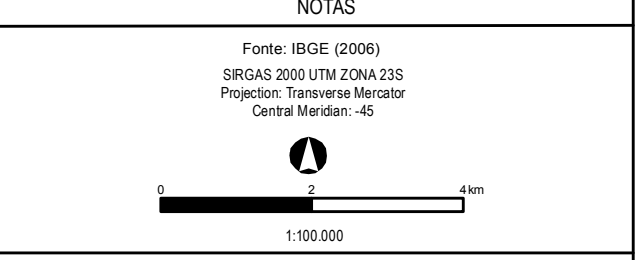 NOTAS
Fonte: IBGE (2006)
SIRGAS 2000 UTM ZONA 23S
Projection: Transverse Mercator
Central Meridian: -45
0 2 4 km
1:100.000